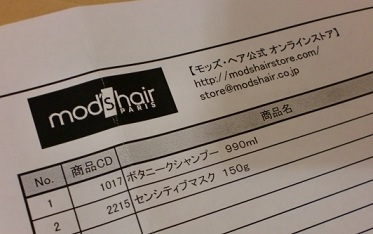 mod's hair
PARIS
【モッズ・ヘア公式 オンラインストア】
http://modshairstore.com/
store@modshair.co.jp
No. 商品CD 商品名
1 1017 ボタニークシャンプー 990ml
2 2215 センシティブマスク 150g